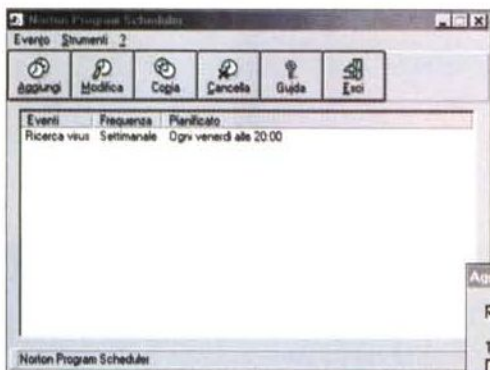 Norton Program Scheduler
Evento Strumenti ?
Aggiungi Modifica Copia Cancella Guida Esci
Eventi Frequenza Pianificato
Ricerca virus Settimanale Ogni venerdì alle 20:00
Norton Program Scheduler